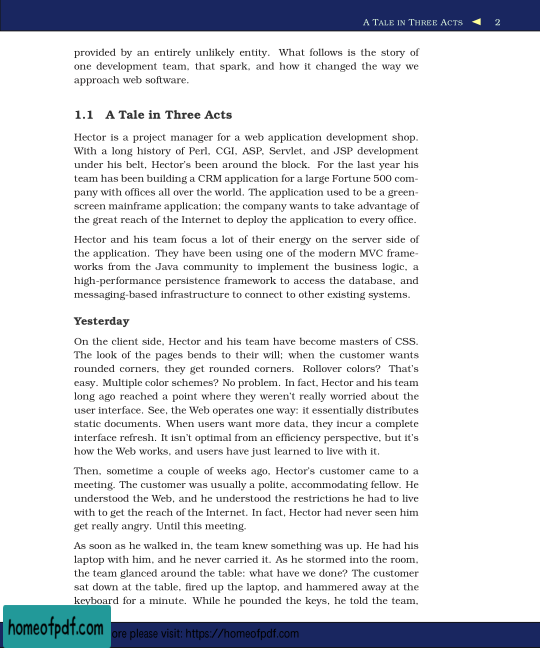 A TALE IN THREE ACTS ◄ 2
provided by an entirely unlikely entity. What follows is the story of
one development team, that spark, and how it changed the way we
approach web software.
1.1 A Tale in Three Acts
Hector is a project manager for a web application development shop.
With a long history of Perl, CGI, ASP, Servlet, and JSP development
under his belt, Hector's been around the block. For the last year his
team has been building a CRM application for a large Fortune 500 com-
pany with offices all over the world. The application used to be a green-
screen mainframe application; the company wants to take advantage of
the great reach of the Internet to deploy the application to every office.
Hector and his team focus a lot of their energy on the server side of
the application. They have been using one of the modern MVC frame-
works from the Java community to implement the business logic, a
high-performance persistence framework to access the database, and
messaging-based infrastructure to connect to other existing systems.
Yesterday
On the client side, Hector and his team have become masters of CSS.
The look of the pages bends to their will; when the customer wants
rounded corners, they get rounded corners. Rollover colors? That's
easy. Multiple color schemes? No problem. In fact, Hector and his team
long ago reached a point where they weren't really worried about the
user interface. See, the Web operates one way: it essentially distributes
static documents. When users want more data, they incur a complete
interface refresh. It isn't optimal from an efficiency perspective, but it's
how the Web works, and users have just learned to live with it.
Then, sometime a couple of weeks ago, Hector's customer came to a
meeting. The customer was usually a polite, accommodating fellow. He
understood the Web, and he understood the restrictions he had to live
with to get the reach of the Internet. In fact, Hector had never seen him
get really angry. Until this meeting.
As soon as he walked in, the team knew something was up. He had his
laptop with him, and he never carried it. As he stormed into the room,
the team glanced around the table: what have we done? The customer
sat down at the table, fired up the laptop, and hammered away at the
keyboard for a minute. While he pounded the keys, he told the team,
homeofpdf.com
ore please visit: https://homeofpdf.com